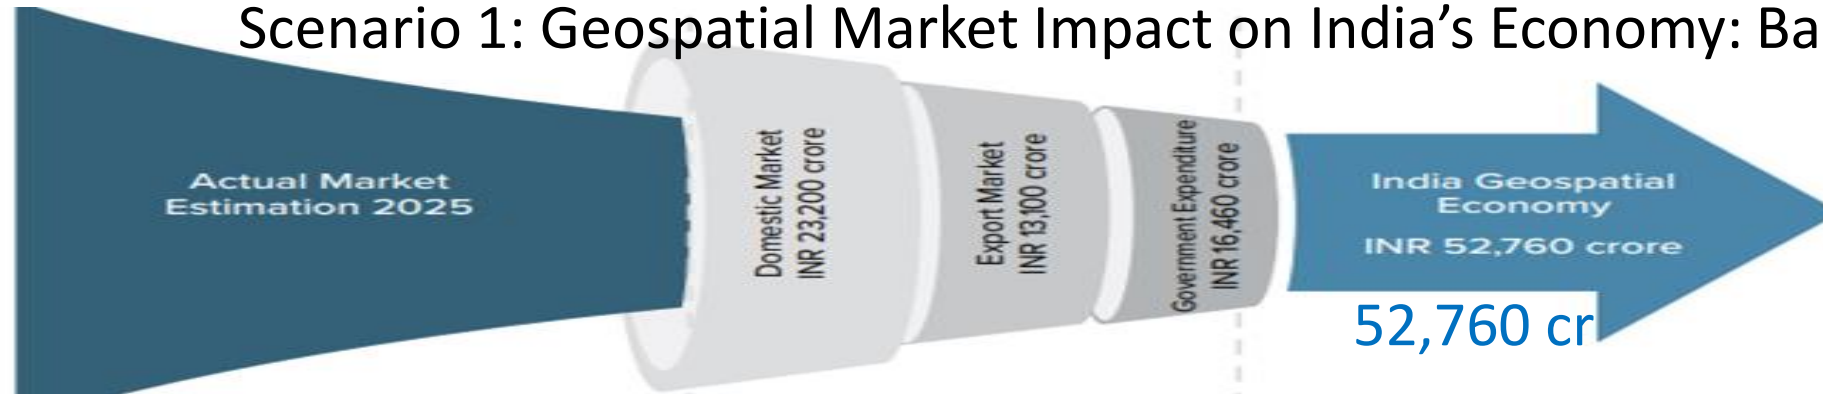 Scenario 1: Geospatial Market Impact on India’s Economy: Ba
Actual Market
Estimation 2025
Domestic Market
INR 23,200 crore
Export Market
INR 13,100 crore
Government Expenditure
INR 16,460 crore
India Geospatial
Economy
INR 52,760 crore
52,760 cr